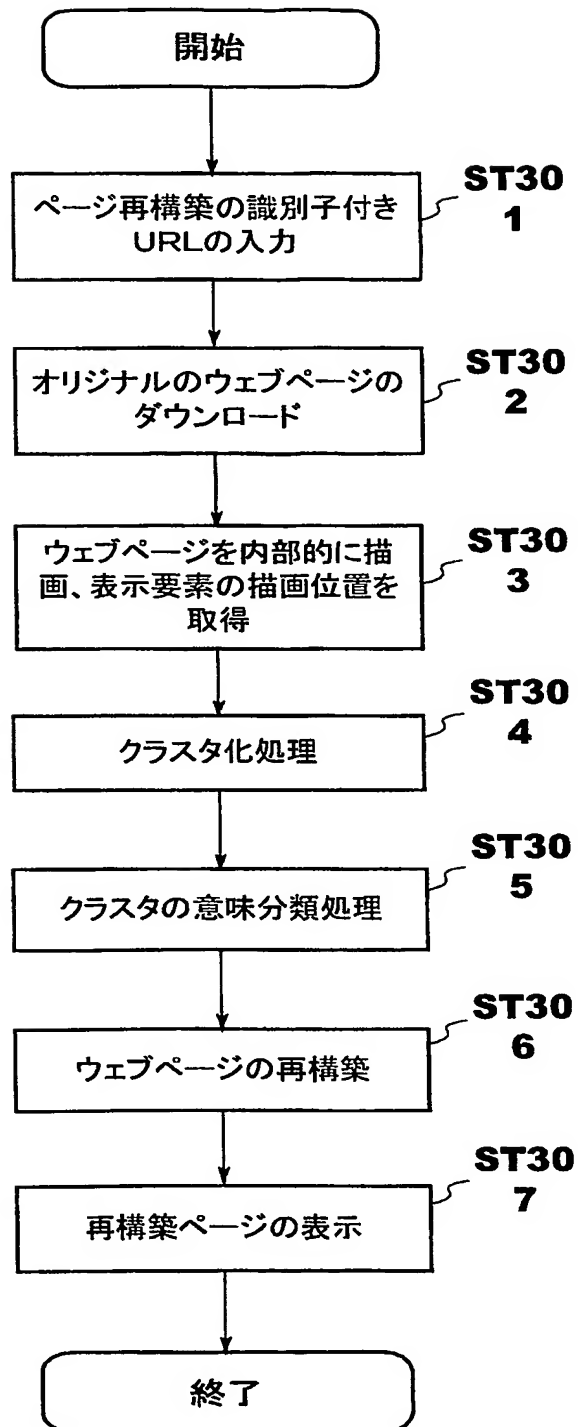 開始
ページ再構築の識別子付き
URLの入力
ST30
1
オリジナルのウェブページの
ダウンロード
ST30
2
ウェブページを内部的に描
画、表示要素の描画位置を
取得
ST30
3
クラスタ化処理
ST30
4
クラスタの意味分類処理
ST30
5
ウェブページの再構築
ST30
6
再構築ページの表示
ST30
7
終了